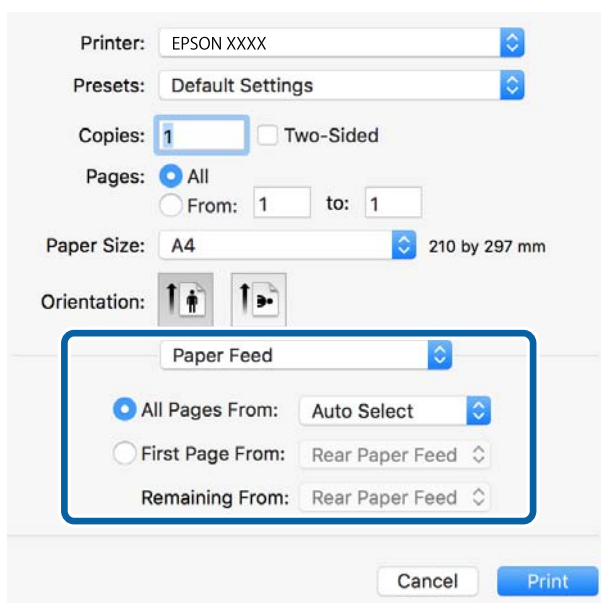 Printer: EPSON XXXX
Presets: Default Settings
Copies: 1 Two-Sided
Pages: All
From: 1 to: 1
Paper Size: A4 210 by 297 mm
Orientation:
Paper Feed
All Pages From: Auto Select
First Page From: Rear Paper Feed
Remaining From: Rear Paper Feed
Cancel Print